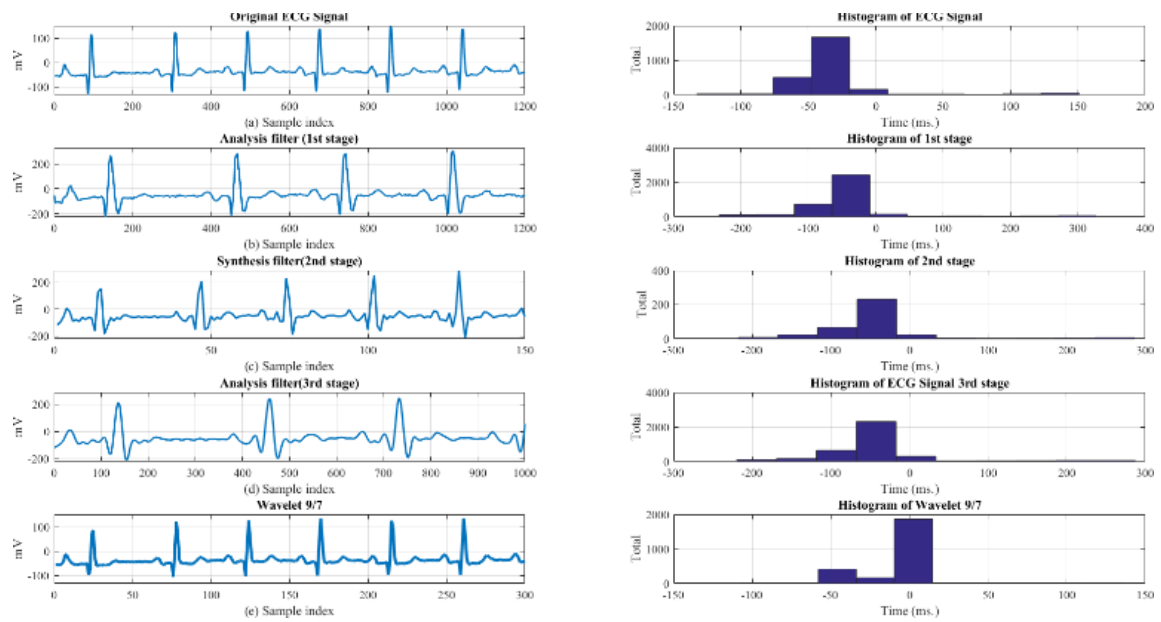 Original ECG Signal
mV
100
0
-100
0 200 400 600 800 1000 1200
(a) Sample index
Analysis filter (1st stage)
mV
200
0
-200
0 200 400 600 800 1000 1200
(b) Sample index
Synthesis filter(2nd stage)
mV
200
0
-200
0 50 100 150
(c) Sample index
Analysis filter(3rd stage)
mV
200
0
-200
0 100 200 300 400 500 600 700 800 900 1000
(d) Sample index
Wavelet 9/7
mV
100
0
-100
0 50 100 150 200 250 300
(e) Sample index
Histogram of ECG Signal
Total
2000
1000
0
-150 -100 -50 0 50 100 150 200
Time (ms.)
Histogram of 1st stage
Total
4000
2000
0
-300 -200 -100 0 100 200 300 400
Time (ms.)
Histogram of 2nd stage
Total
400
200
0
-300 -200 -100 0 100 200 300
Time (ms.)
Histogram of ECG Signal 3rd stage
Total
4000
2000
0
-300 -200 -100 0 100 200 300
Time (ms.)
Histogram of Wavelet 9/7
Total
2000
1000
0
-150 -100 -50 0 50 100 150
Time (ms.)